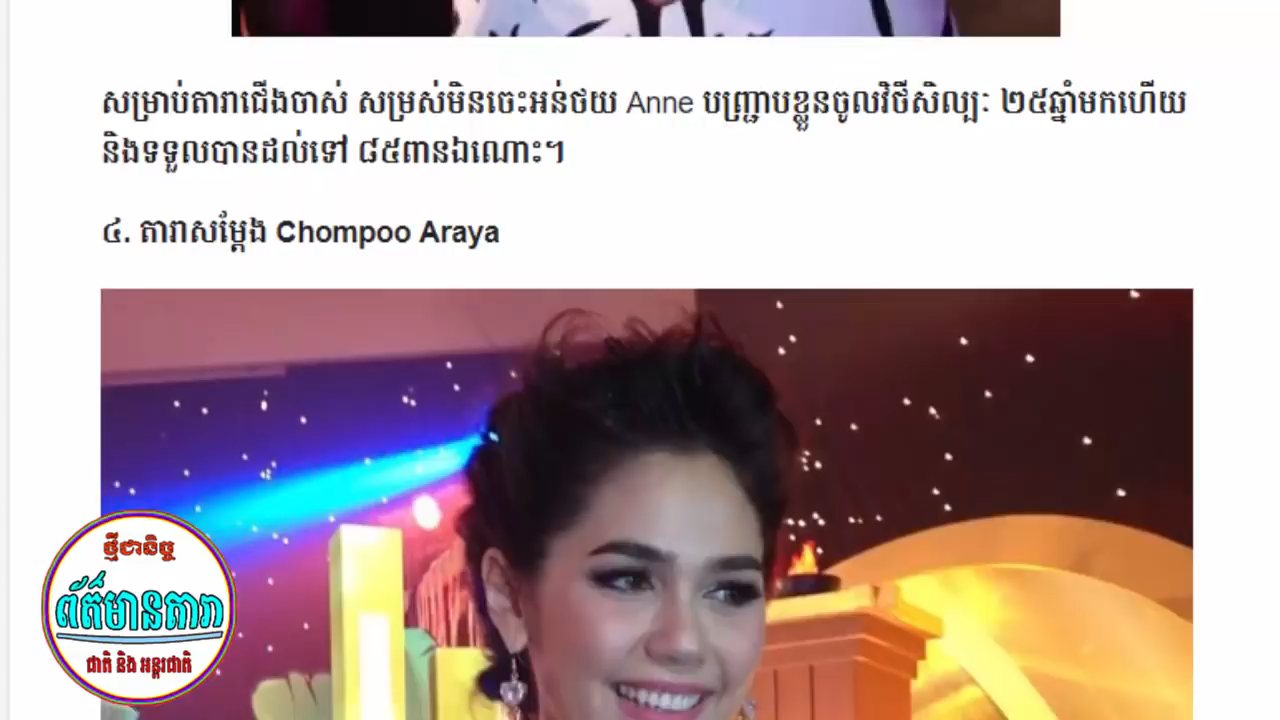 សម្រាប់តារាជើងចាស់ សម្រស់មិនចេះអន់ថយ Anne បញ្ជ្រាបខ្លួនចូលវិថីសិល្បៈ ២៥ឆ្នាំមកហើយ
និងទទួលបានដល់ទៅ ៨៥ពានឯណោះ។
៤. តារាសម្ដែង Chompoo Araya
ថ្មីជានិច្ច
ព័ត៌មានតារា
ជាតិ និង អន្តរជាតិ